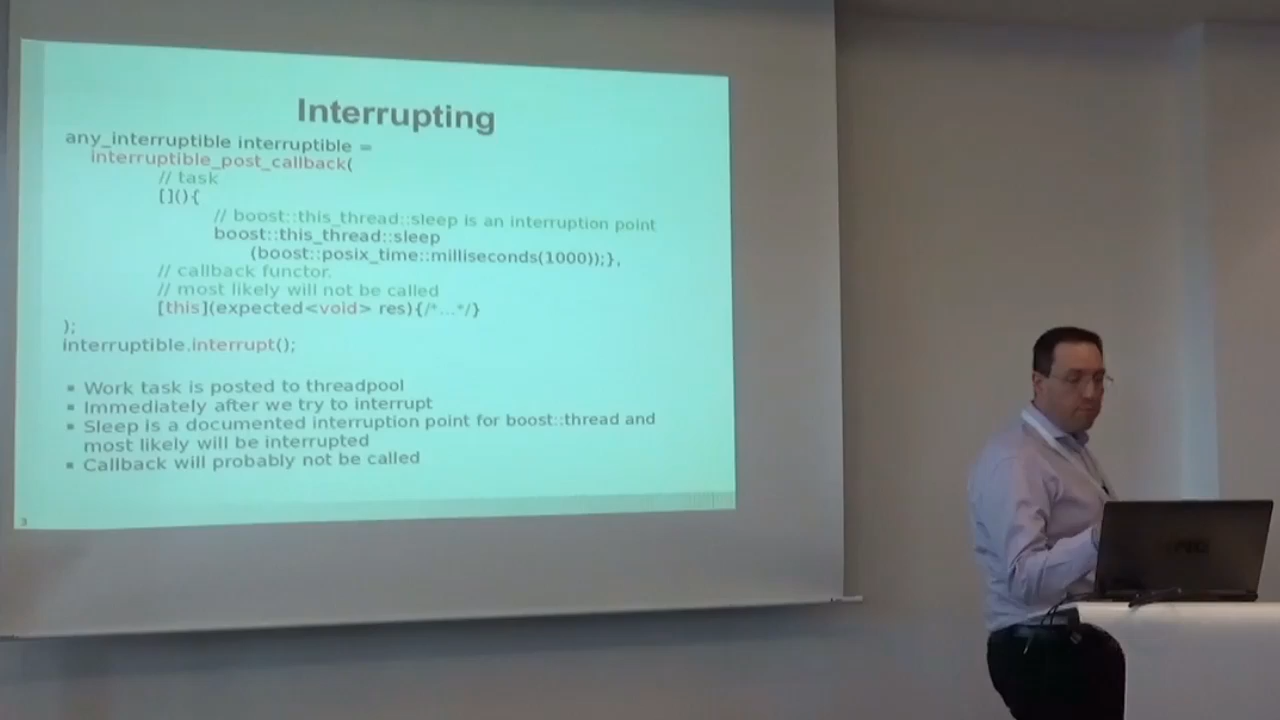 Interrupting
any_interruptible interruptible =
interruptible_post_callback(
// task
[](){
// boost::this_thread::sleep is an interruption point
boost::this_thread::sleep
(boost::posix_time::milliseconds(1000));},
// callback functor.
// most likely will not be called
[this](expected<void> res){/*...*/}
);
interruptible.interrupt();
▪ Work task is posted to threadpool
▪ Immediately after we try to interrupt
▪ Sleep is a documented interruption point for boost::thread and
most likely will be interrupted
▪ Callback will probably not be called